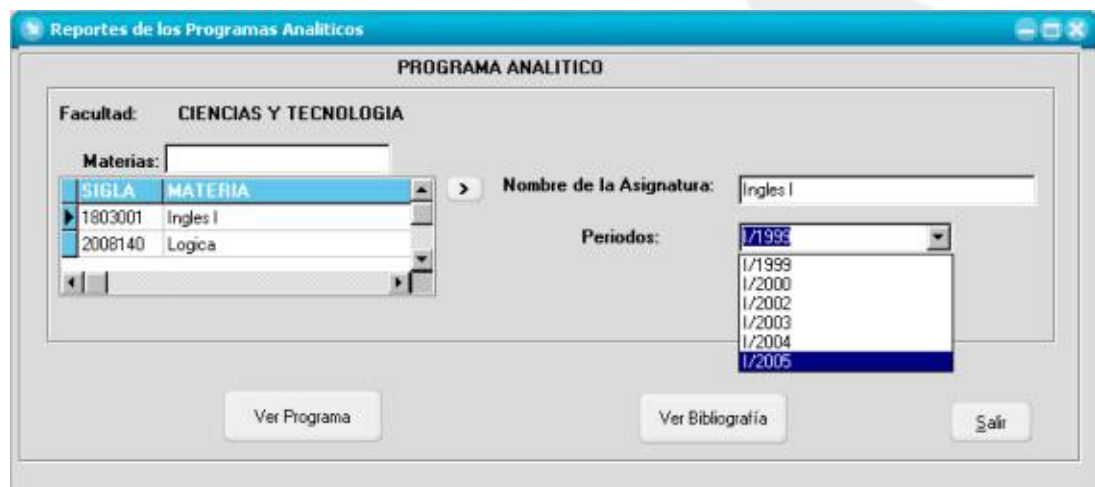 Reportes de los Programas Analiticos
PROGRAMA ANALITICO
Facultad: CIENCIAS Y TECNOLOGIA
Materias:
SIGLA MATERIA
1803001 Ingles I
2008140 Logica
>
Nombre de la Asignatura: Ingles I
Periodos: I/1999
I/1999
I/2000
I/2002
I/2003
I/2004
I/2005
Ver Programa
Ver Bibliografía
Salir